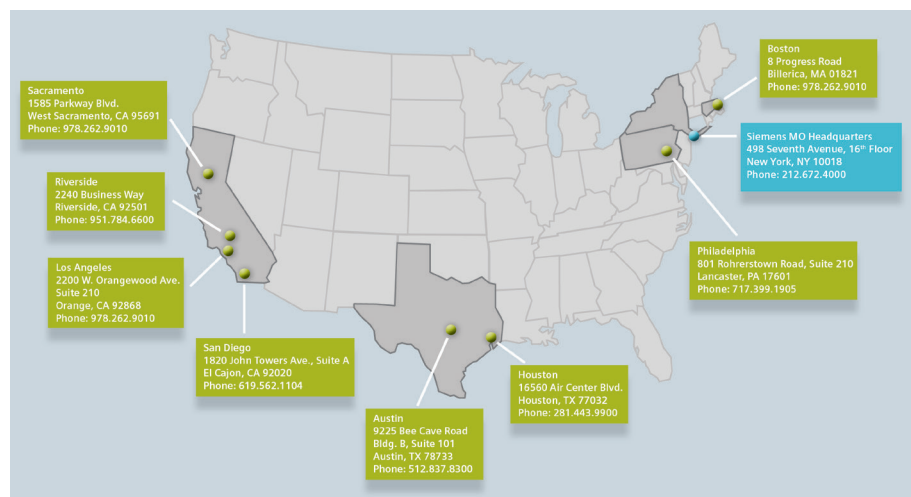 Boston
8 Progress Road
Billerica, MA 01821
Phone: 978.262.9010
Sacramento
1585 Parkway Blvd.
West Sacramento, CA 95691
Phone: 978.262.9010
Siemens MO Headquarters
498 Seventh Avenue, 16th Floor
New York, NY 10018
Phone: 212.672.4000
Riverside
2240 Business Way
Riverside, CA 92501
Phone: 951.784.6600
Philadelphia
801 Rohrerstown Road, Suite 210
Lancaster, PA 17601
Phone: 717.399.1905
Los Angeles
2200 W. Orangewood Ave.
Suite 210
Orange, CA 92868
Phone: 978.262.9010
San Diego
1820 John Towers Ave., Suite A
El Cajon, CA 92020
Phone: 619.562.1104
Houston
16560 Air Center Blvd.
Houston, TX 77032
Phone: 281.443.9900
Austin
9225 Bee Cave Road
Bldg. B, Suite 101
Austin, TX 78733
Phone: 512.837.8300